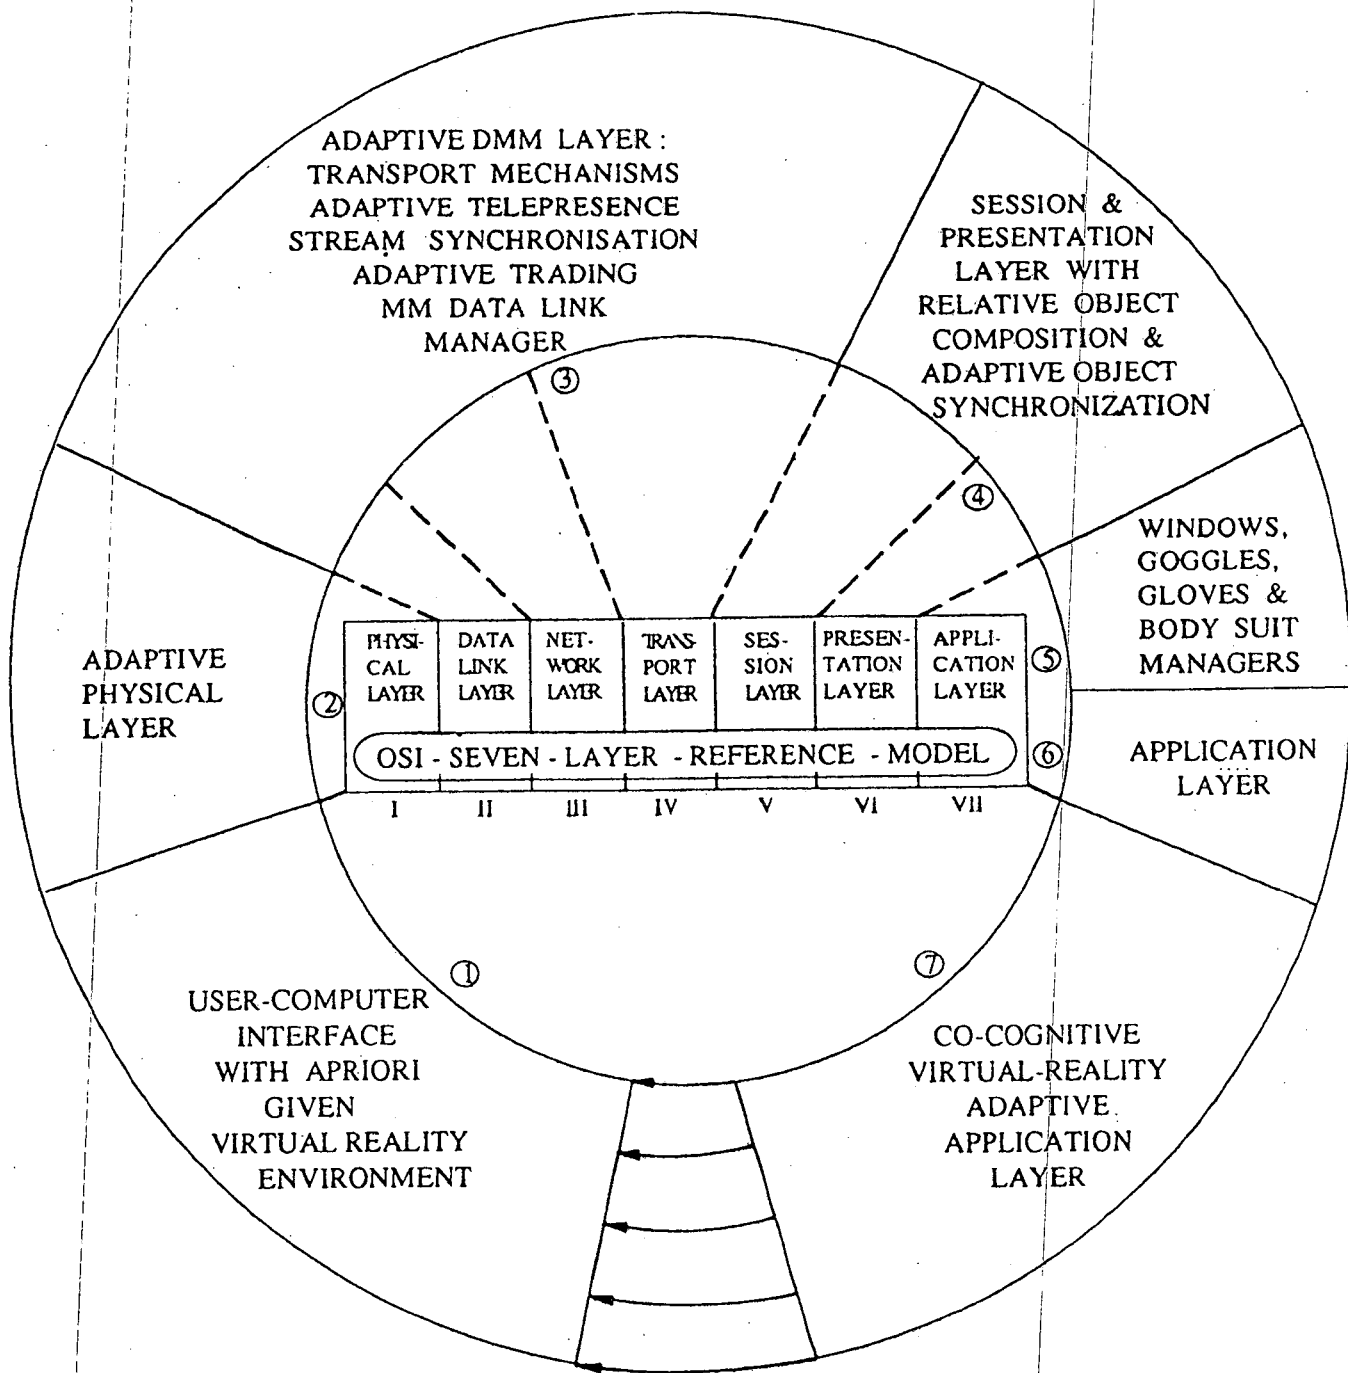 ADAPTIVE DMM LAYER :
TRANSPORT MECHANISMS
ADAPTIVE TELEPRESENCE
STREAM SYNCHRONISATION
ADAPTIVE TRADING
MM DATA LINK
MANAGER
SESSION &
PRESENTATION
LAYER WITH
RELATIVE OBJECT
COMPOSITION &
ADAPTIVE OBJECT
SYNCHRONIZATION
③
④
WINDOWS,
GOGGLES,
GLOVES &
BODY SUIT
MANAGERS
ADAPTIVE
PHYSICAL
LAYER
②
PHYSI-
CAL
LAYER
DATA
LINK
LAYER
NET-
WORK
LAYER
TRANS
PORT
LAYER
SES-
SION
LAYER
PRESEN-
TATION
LAYER
APPLI-
CATION
LAYER
⑤
OSI - SEVEN - LAYER - REFERENCE - MODEL
⑥
APPLICATION
LAYER
I II III IV V VI VII
①
⑦
USER-COMPUTER
INTERFACE
WITH APRIORI
GIVEN
VIRTUAL REALITY
ENVIRONMENT
CO-COGNITIVE
VIRTUAL-REALITY
ADAPTIVE
APPLICATION
LAYER